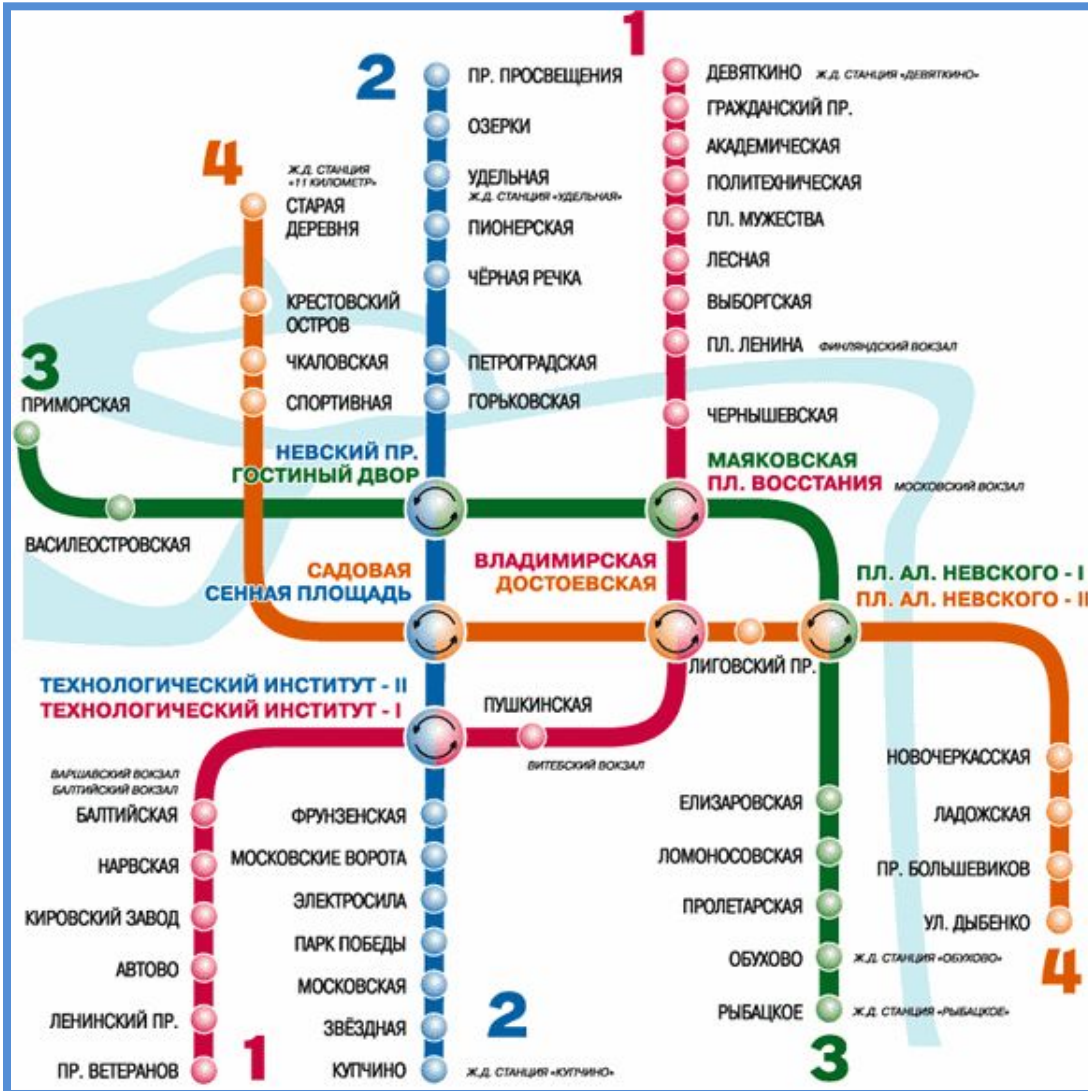 1
2
ПР. ПРОСВЕЩЕНИЯ
ОЗЕРКИ
УДЕЛЬНАЯ
Ж.Д. СТАНЦИЯ «УДЕЛЬНАЯ»
ПИОНЕРСКАЯ
ЧЁРНАЯ РЕЧКА
ПЕТРОГРАДСКАЯ
ГОРЬКОВСКАЯ
ДЕВЯТКИНО Ж.Д. СТАНЦИЯ «ДЕВЯТКИНО»
ГРАЖДАНСКИЙ ПР.
АКАДЕМИЧЕСКАЯ
ПОЛИТЕХНИЧЕСКАЯ
ПЛ. МУЖЕСТВА
ЛЕСНАЯ
ВЫБОРГСКАЯ
ПЛ. ЛЕНИНА ФИНЛЯНДСКИЙ ВОКЗАЛ
ЧЕРНЫШЕВСКАЯ
4
Ж.Д. СТАНЦИЯ
«11 КИЛОМЕТР»
СТАРАЯ
ДЕРЕВНЯ
КРЕСТОВСКИЙ
ОСТРОВ
ЧКАЛОВСКАЯ
СПОРТИВНАЯ
3
ПРИМОРСКАЯ
ВАСИЛЕОСТРОВСКАЯ
НЕВСКИЙ ПР.
ГОСТИНЫЙ ДВОР
МАЯКОВСКАЯ
ПЛ. ВОССТАНИЯ МОСКОВСКИЙ ВОКЗАЛ
САДОВАЯ
СЕННАЯ ПЛОЩАДЬ
ВЛАДИМИРСКАЯ
ДОСТОЕВСКАЯ
ПЛ. АЛ. НЕВСКОГО - I
ПЛ. АЛ. НЕВСКОГО - II
ЛИГОВСКИЙ ПР.
ТЕХНОЛОГИЧЕСКИЙ ИНСТИТУТ - II
ТЕХНОЛОГИЧЕСКИЙ ИНСТИТУТ - I
ПУШКИНСКАЯ
ВИТЕБСКИЙ ВОКЗАЛ
ВАРШАВСКИЙ ВОКЗАЛ
БАЛТИЙСКИЙ ВОКЗАЛ
БАЛТИЙСКАЯ
НАРВСКАЯ
КИРОВСКИЙ ЗАВОД
АВТОВО
ЛЕНИНСКИЙ ПР.
ПР. ВЕТЕРАНОВ
1
ФРУНЗЕНСКАЯ
МОСКОВСКИЕ ВОРОТА
ЭЛЕКТРОСИЛА
ПАРК ПОБЕДЫ
МОСКОВСКАЯ
ЗВЁЗДНАЯ
КУПЧИНО Ж.Д. СТАНЦИЯ «КУПЧИНО»
2
ЕЛИЗАРОВСКАЯ
ЛОМОНОСОВСКАЯ
ПРОЛЕТАРСКАЯ
ОБУХОВО Ж.Д. СТАНЦИЯ «ОБУХОВО»
РЫБАЦКОЕ Ж.Д. СТАНЦИЯ «РЫБАЦКОЕ»
3
НОВОЧЕРКАССКАЯ
ЛАДОЖСКАЯ
ПР. БОЛЬШЕВИКОВ
УЛ. ДЫБЕНКО
4